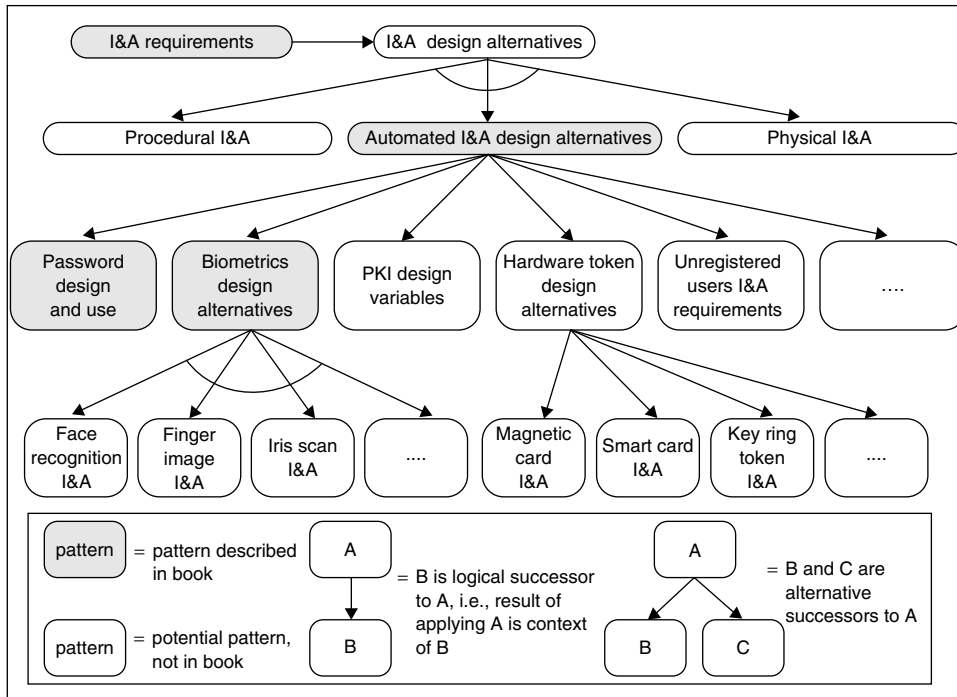 I&A requirements
I&A design alternatives
Procedural I&A
Automated I&A design alternatives
Physical I&A
Password
design
and use
Biometrics
design
alternatives
PKI design
variables
Hardware token
design
alternatives
Unregistered
users I&A
requirements
....
Face
recognition
I&A
Finger
image
I&A
Iris scan
I&A
....
Magnetic
card
I&A
Smart card
I&A
Key ring
token
I&A
....
pattern
= pattern described
in book
pattern
= potential pattern,
not in book
A
B
= B is logical successor
to A, i.e., result of
applying A is context
of B
A
B
C
= B and C are
alternative
successors to A